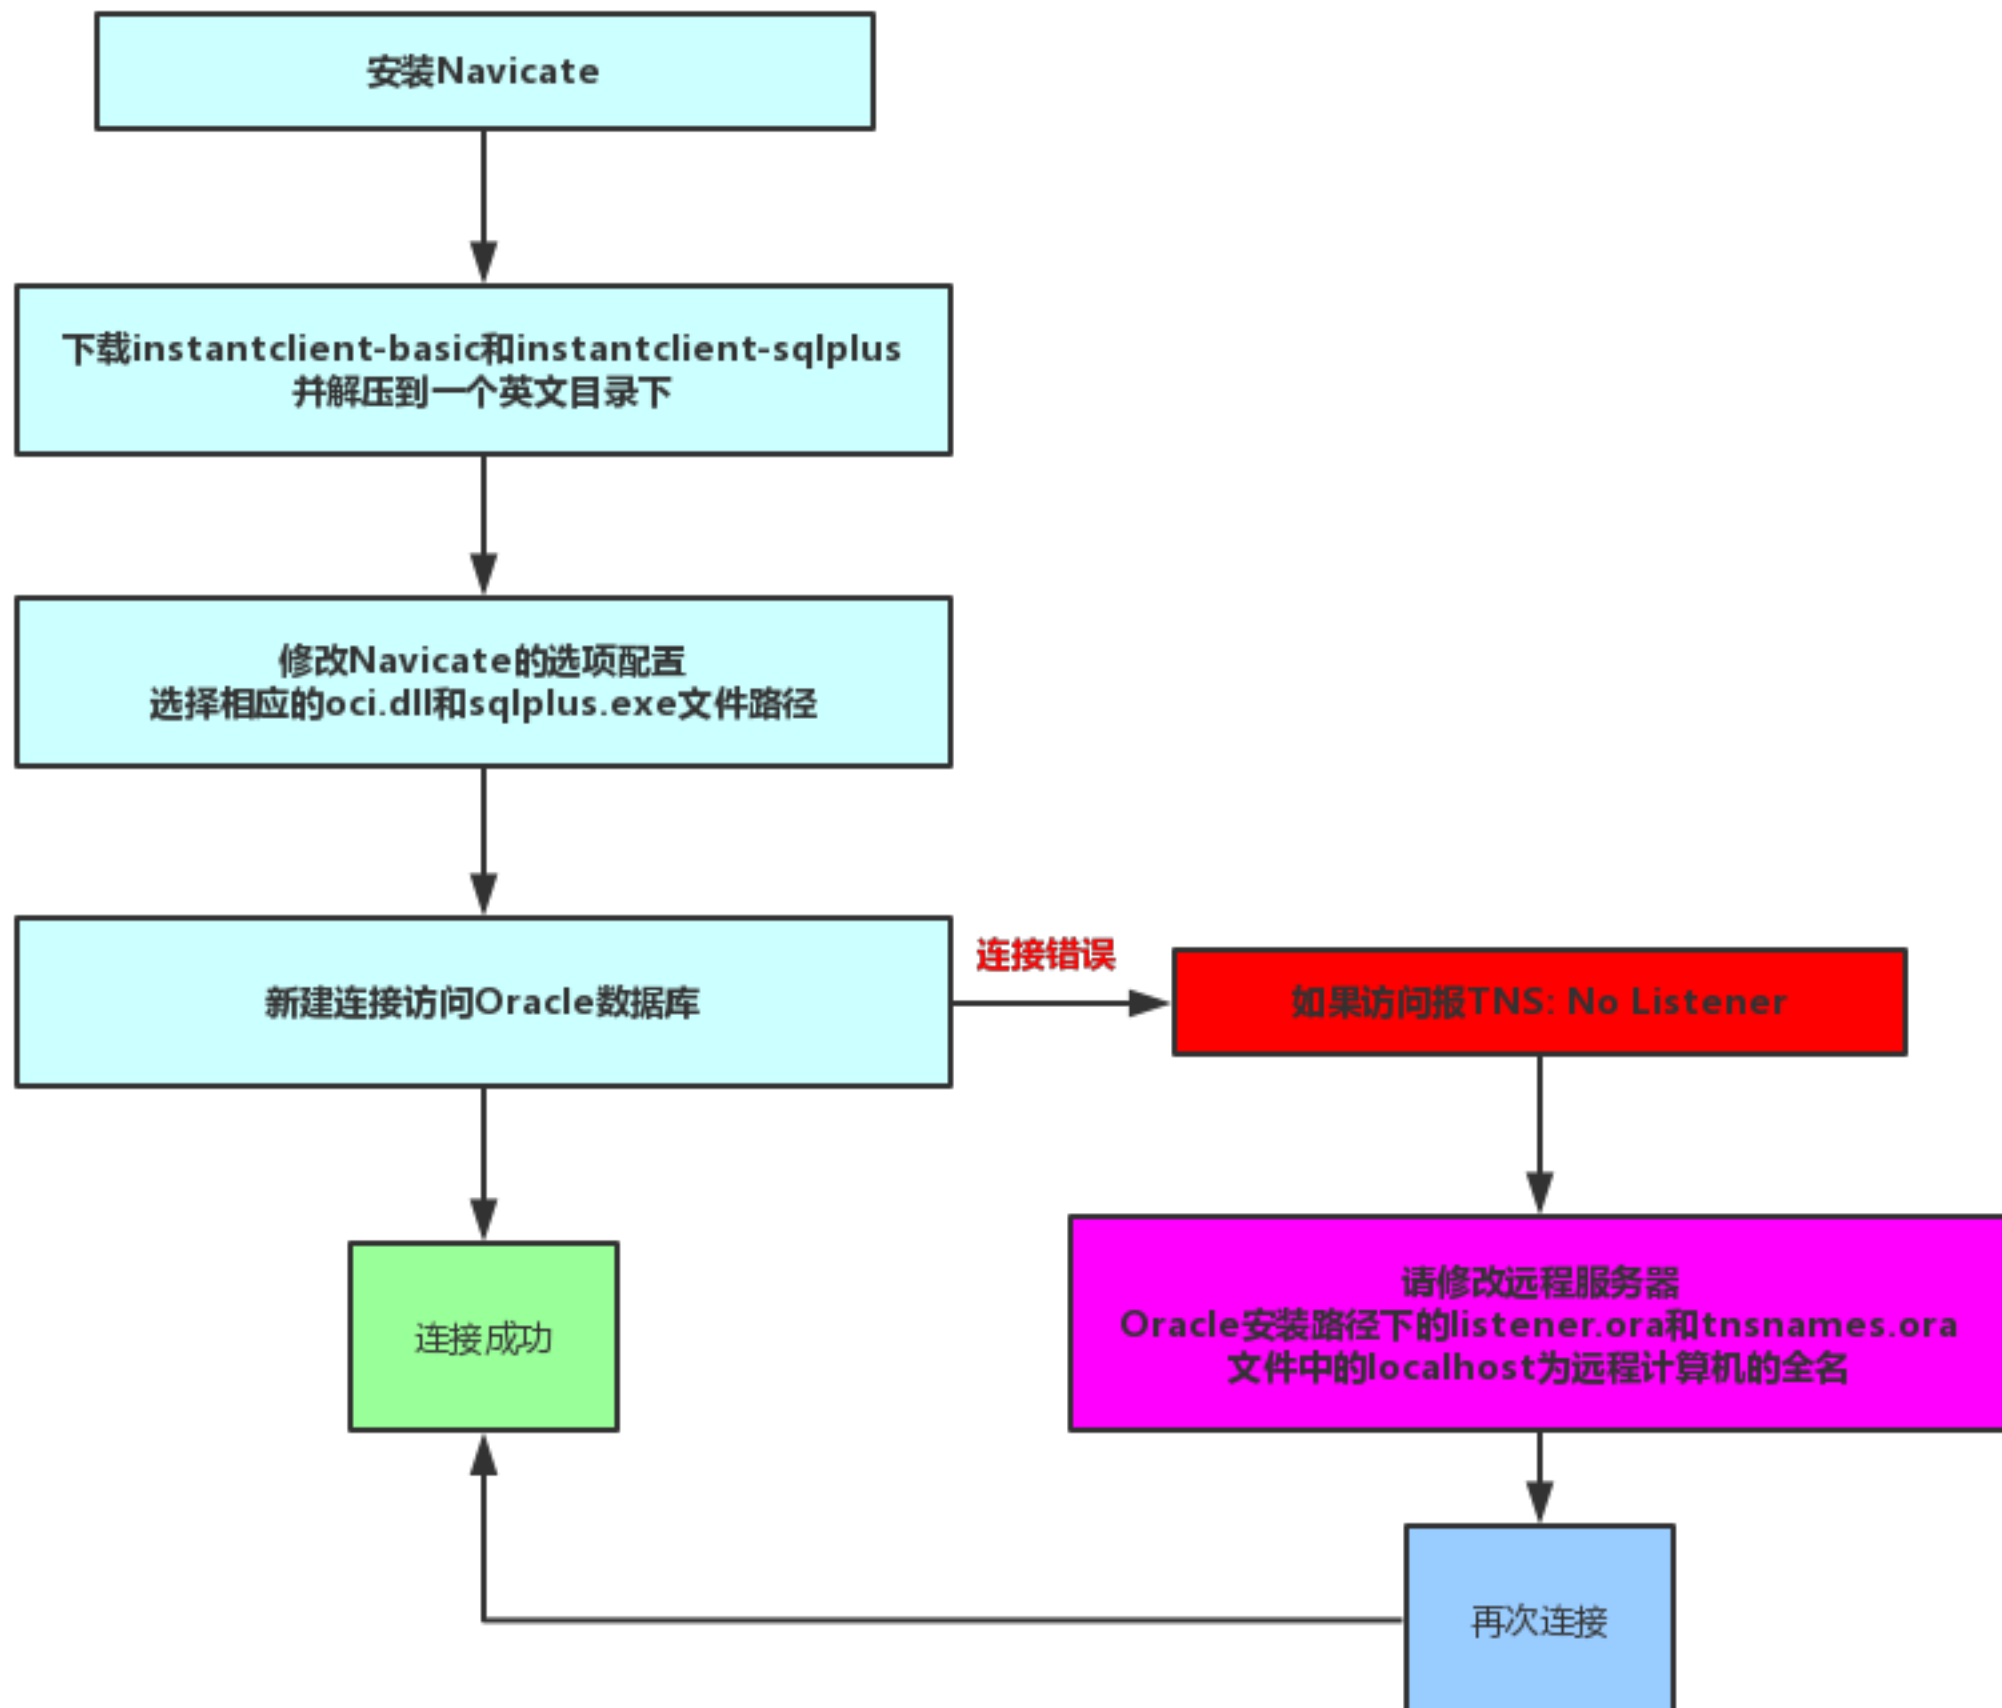 安装Navicate
下载instantclient-basic和instantclient-sqlplus
并解压到一个英文目录下
修改Navicate的选项配置
选择相应的oci.dll和sqlplus.exe文件路径
新建连接访问Oracle数据库
连接错误
如果访问报TNS: No Listener
请修改远程服务器
Oracle安装路径下的listener.ora和tnsnames.ora
文件中的localhost为远程计算机的全名
连接成功
再次连接